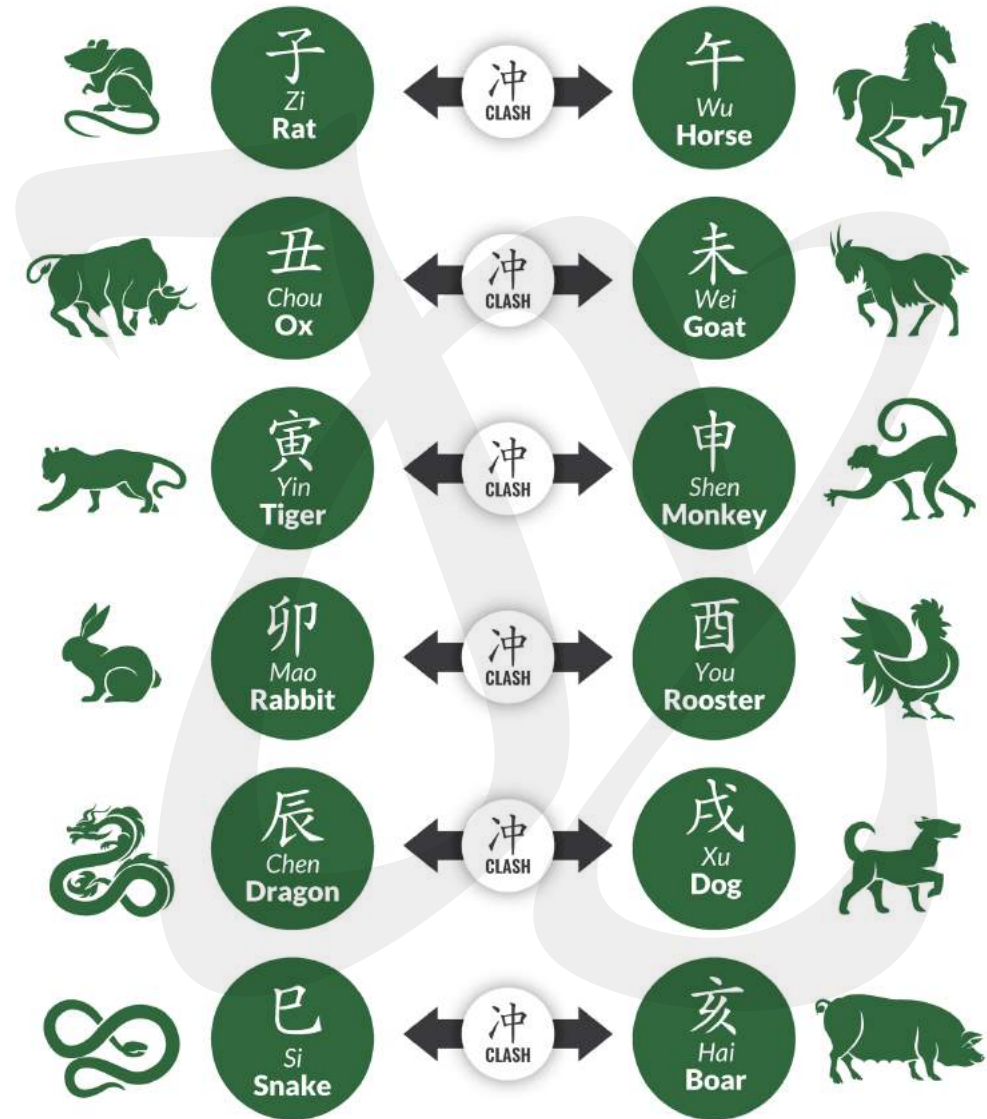 子
Zi
Rat
冲
CLASH
午
Wu
Horse
丑
Chou
Ox
冲
CLASH
未
Wei
Goat
寅
Yin
Tiger
冲
CLASH
申
Shen
Monkey
卯
Mao
Rabbit
冲
CLASH
酉
You
Rooster
辰
Chen
Dragon
冲
CLASH
戌
Xu
Dog
巳
Si
Snake
冲
CLASH
亥
Hai
Boar